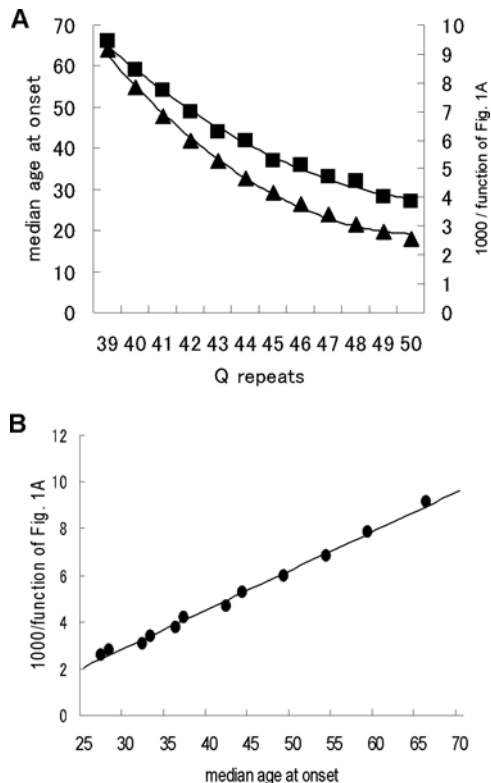 A
median age at onset
70
60
50
40
30
20
10
0
10
9
8
7
6
5
4
3
2
1
0
1000 / function of Fig. 1A
39 40 41 42 43 44 45 46 47 48 49 50
Q repeats
B
1000/function of Fig. 1A
12
10
8
6
4
2
0
25 30 35 40 45 50 55 60 65 70
median age at onset